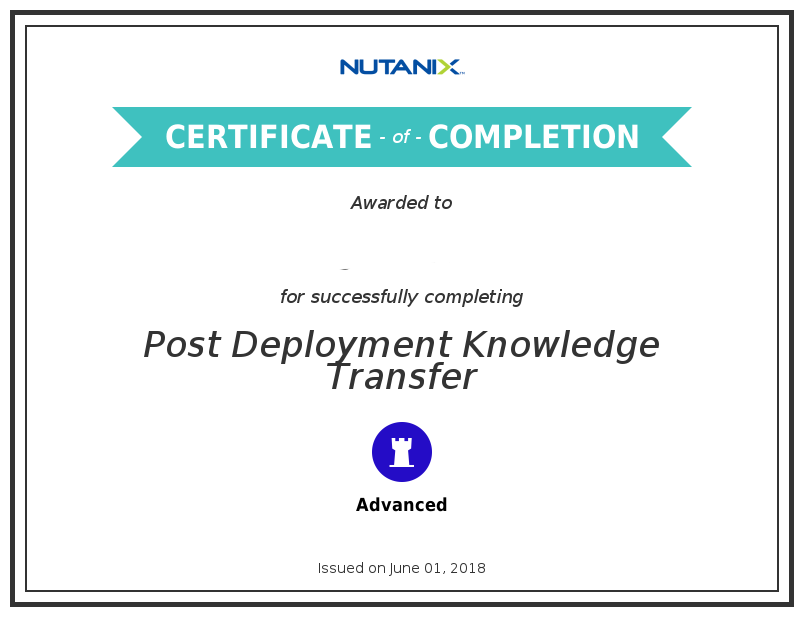 NUTANIX
CERTIFICATE - of - COMPLETION
Awarded to
for successfully completing
Post Deployment Knowledge
Transfer
Advanced
Issued on June 01, 2018